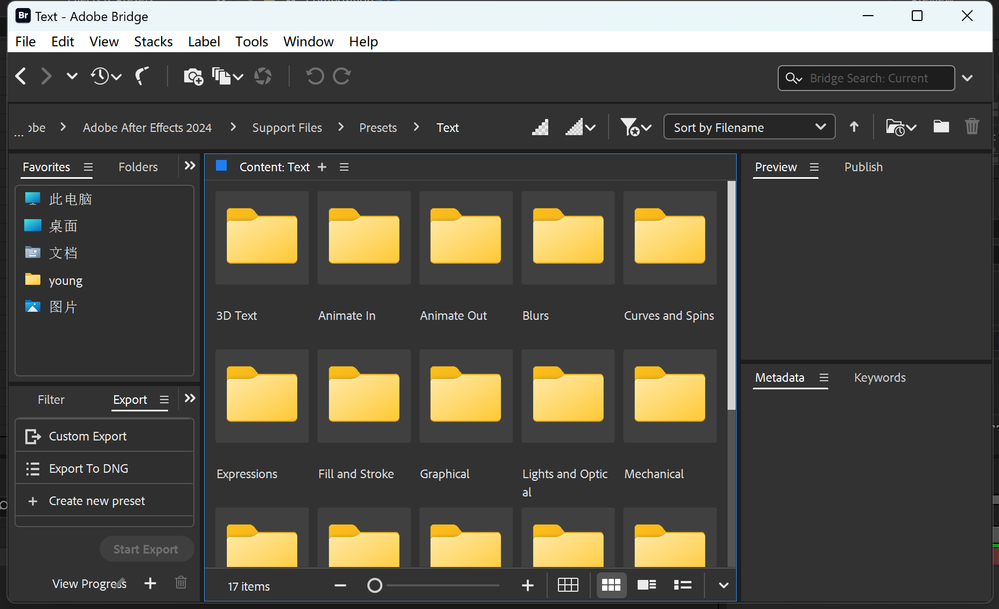 Br Text - Adobe Bridge
File Edit View Stacks Label Tools Window Help
Bridge Search: Current
... obe > Adobe After Effects 2024 > Support Files > Presets > Text
Sort by Filename
Favorites Folders
此电脑
桌面
文档
young
图片
Filter Export
Custom Export
Export To DNG
+ Create new preset
Start Export
View Progress
Content: Text
3D Text Animate In Animate Out Blurs Curves and Spins
Expressions Fill and Stroke Graphical Lights and Optic
al
Mechanical
17 items
Preview Publish
Metadata Keywords